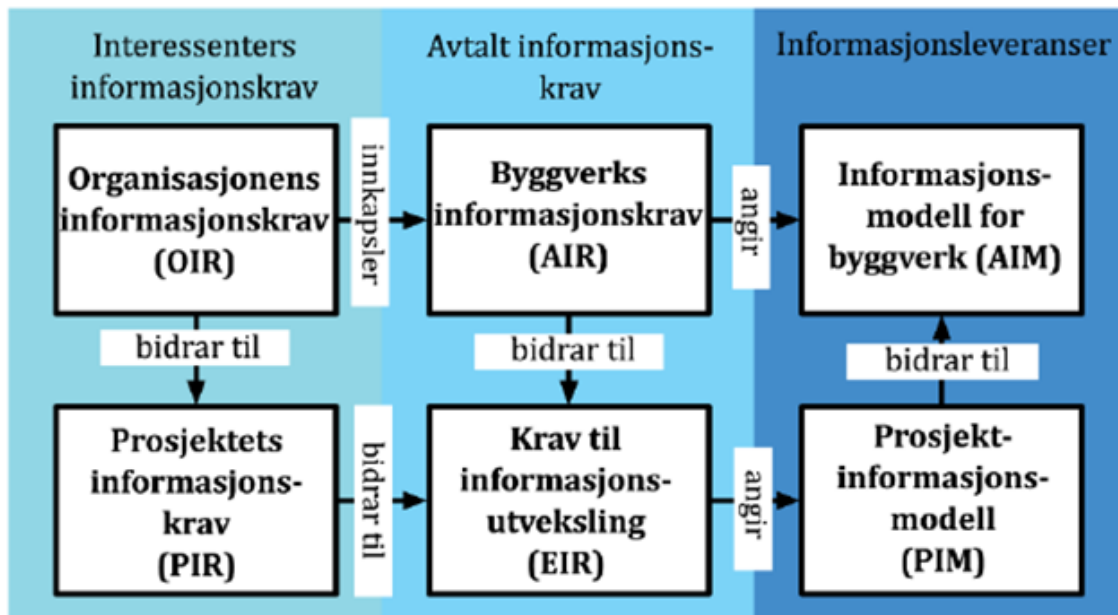 Interessenters
informasjonskrav
Avtalt informasjons-
krav
Informasjonsleveranser
Organisasjonens
informasjonskrav
(OIR)
innkapsler
Byggverks
informasjonskrav
(AIR)
angir
Informasjons-
modell for
byggverk (AIM)
bidrar til
bidrar til
bidrar til
Prosjektets
informasjons-
krav
(PIR)
bidrar til
Krav til
informasjons-
utveksling
(EIR)
angir
Prosjekt-
informasjons-
modell
(PIM)